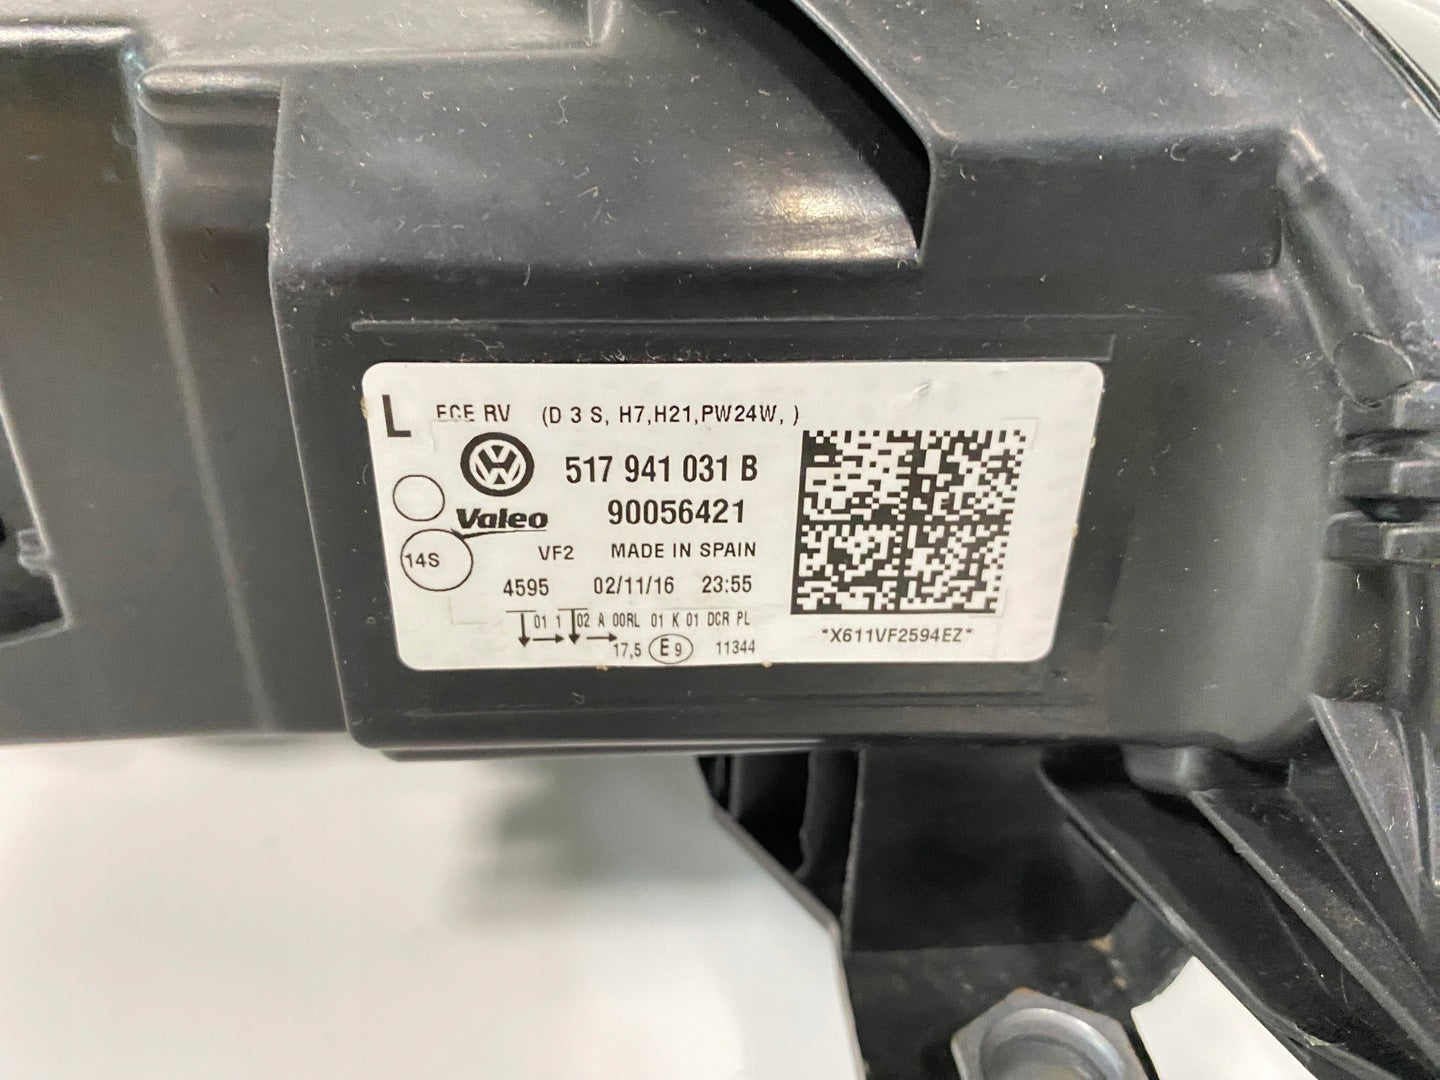 L ECE RV (D 3 S, H7,H21,PW24W, )
517 941 031 B
Valeo 90056421
14S VF2 MADE IN SPAIN
4595 02/11/16 23:55
01 1 02 A 00RL 01 K 01 DCR PL
17,5 E9 11344
*X611VF2594EZ*